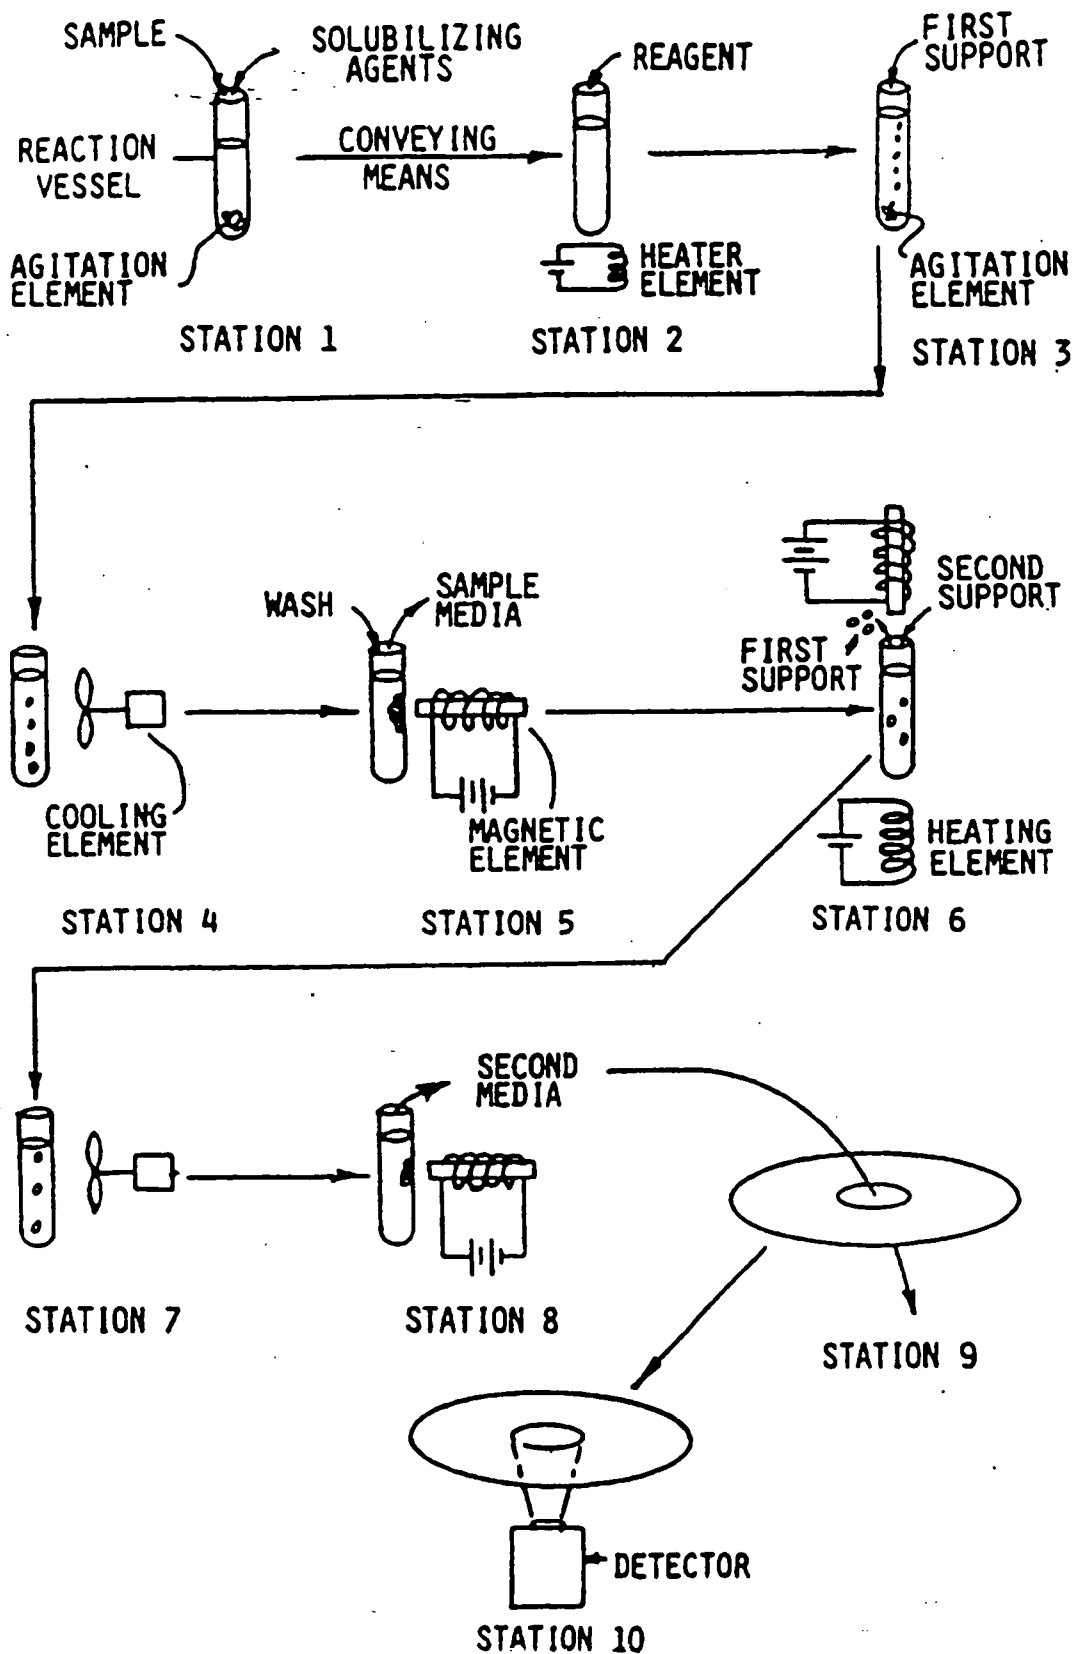 SAMPLE
SOLUBILIZING
AGENTS
REACTION
VESSEL
AGITATION
ELEMENT
STATION 1
CONVEYING
MEANS
REAGENT
HEATER
ELEMENT
STATION 2
FIRST
SUPPORT
AGITATION
ELEMENT
STATION 3
COOLING
ELEMENT
STATION 4
WASH
SAMPLE
MEDIA
MAGNETIC
ELEMENT
STATION 5
SECOND
SUPPORT
FIRST
SUPPORT
HEATING
ELEMENT
STATION 6
STATION 7
SECOND
MEDIA
STATION 8
STATION 9
DETECTOR
STATION 10